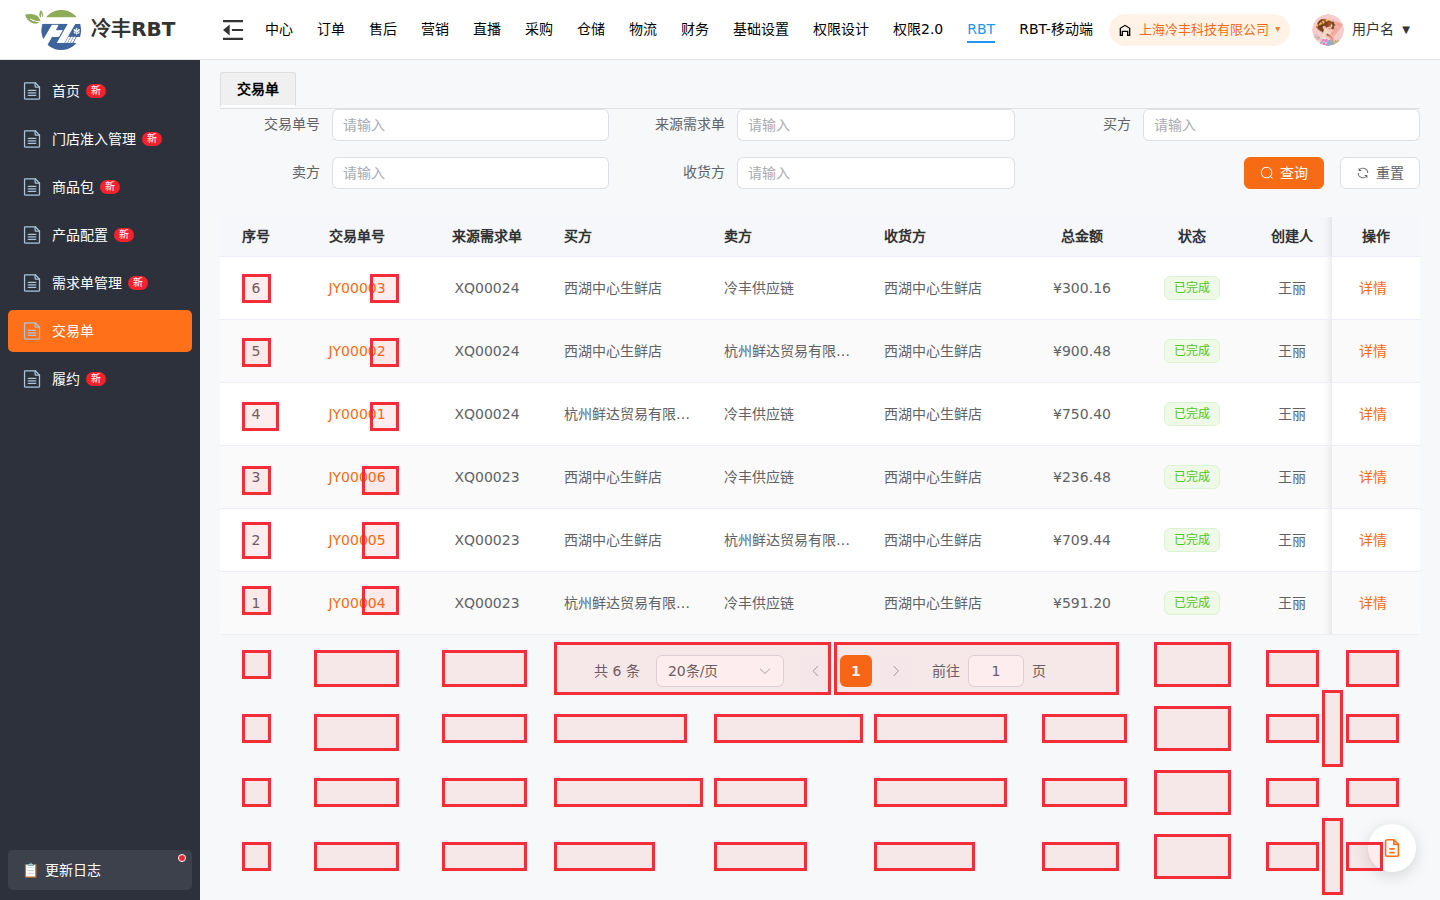 冷丰RBT
中心 订单 售后 营销 直播 采购 仓储 物流 财务 基础设置 权限设计 权限2.0 RBT RBT-移动端 上海冷丰科技有限公司 ▾ 用户名 ▼
首页 新
门店准入管理 新
商品包 新
产品配置 新
需求单管理 新
交易单
履约 新
更新日志
交易单
交易单号 请输入 来源需求单 请输入 买方 请输入
卖方 请输入 收货方 请输入 查询 重置
序号 交易单号 来源需求单 买方 卖方 收货方 总金额 状态 创建人 操作
6 JY00003 XQ00024 西湖中心生鲜店 冷丰供应链 西湖中心生鲜店 ¥300.16 已完成 王丽 详情
5 JY00002 XQ00024 西湖中心生鲜店 杭州鲜达贸易有限... 西湖中心生鲜店 ¥900.48 已完成 王丽 详情
4 JY00001 XQ00024 杭州鲜达贸易有限... 冷丰供应链 西湖中心生鲜店 ¥750.40 已完成 王丽 详情
3 JY00006 XQ00023 西湖中心生鲜店 冷丰供应链 西湖中心生鲜店 ¥236.48 已完成 王丽 详情
2 JY00005 XQ00023 西湖中心生鲜店 杭州鲜达贸易有限... 西湖中心生鲜店 ¥709.44 已完成 王丽 详情
1 JY00004 XQ00023 杭州鲜达贸易有限... 冷丰供应链 西湖中心生鲜店 ¥591.20 已完成 王丽 详情
共 6 条 20条/页 1 前往 1 页